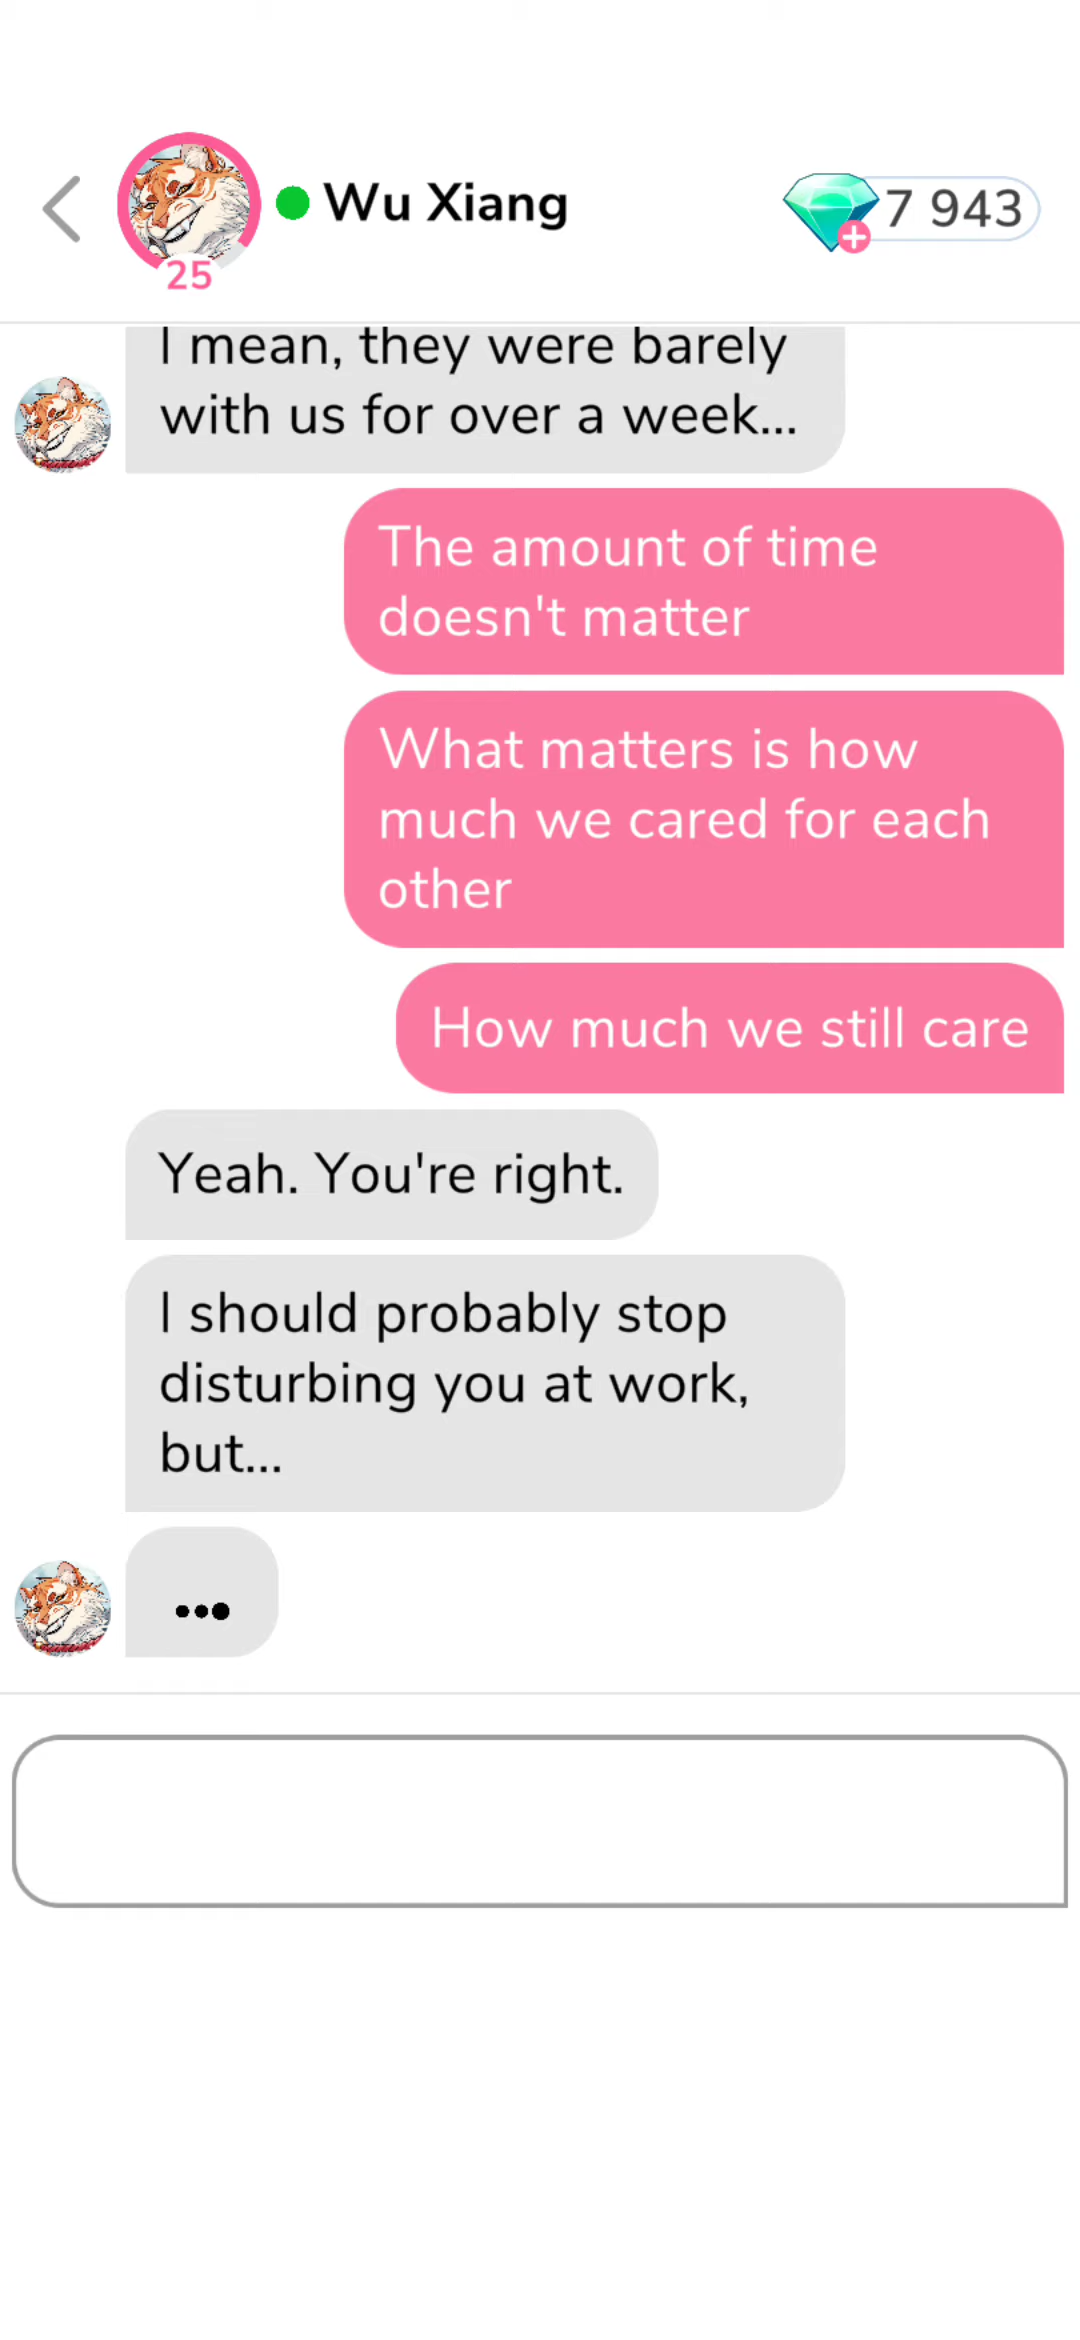 Wu Xiang
7 943
25
I mean, they were barely
with us for over a week...
The amount of time
doesn't matter
What matters is how
much we cared for each
other
How much we still care
Yeah. You're right.
I should probably stop
disturbing you at work,
but...
...